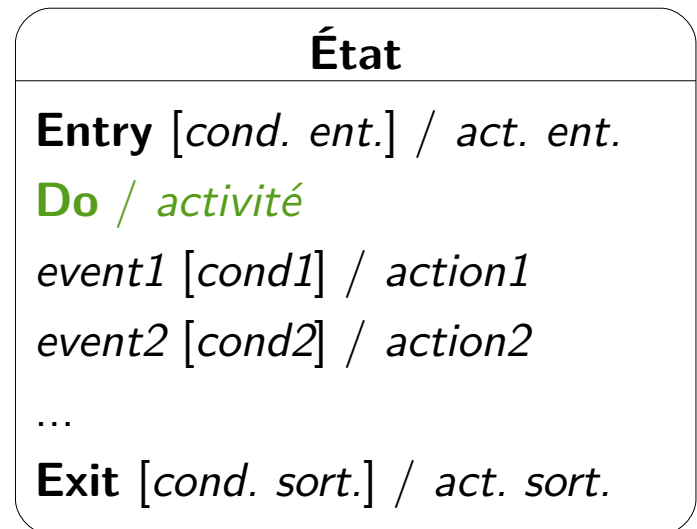 État
Entry [cond. ent.] / act. ent.
Do / activité
event1 [cond1] / action1
event2 [cond2] / action2
...
Exit [cond. sort.] / act. sort.